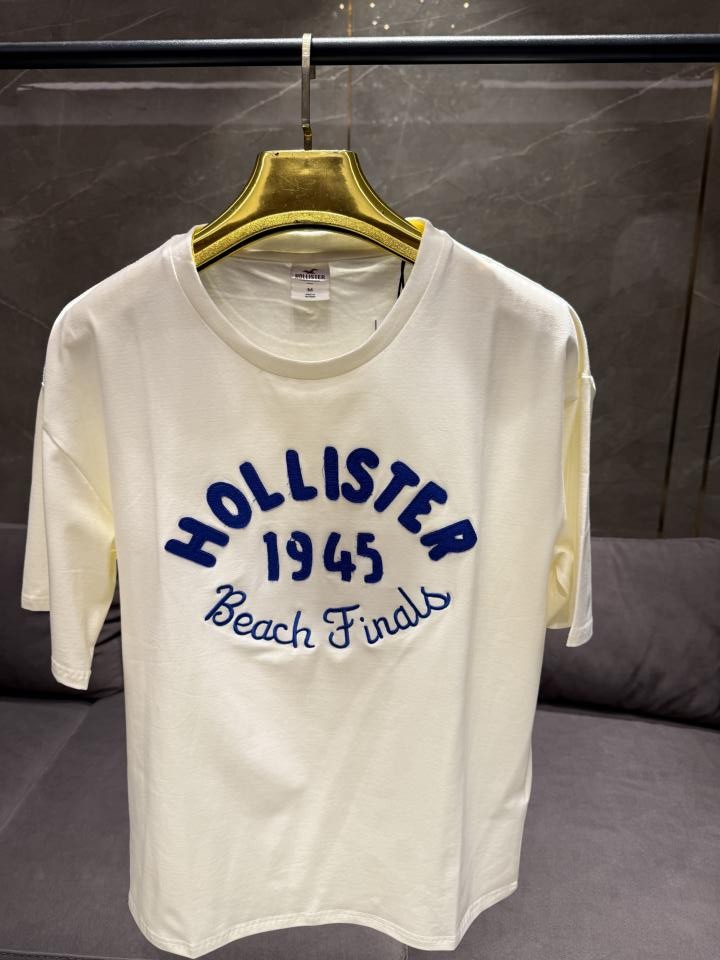 HOLLISTER
M
HOLLISTER
1945
Beach Finals